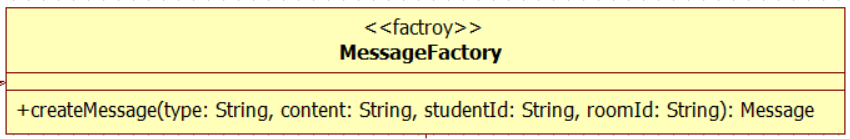 <<factroy>>
MessageFactory
+createMessage(type: String, content: String, studentId: String, roomId: String): Message